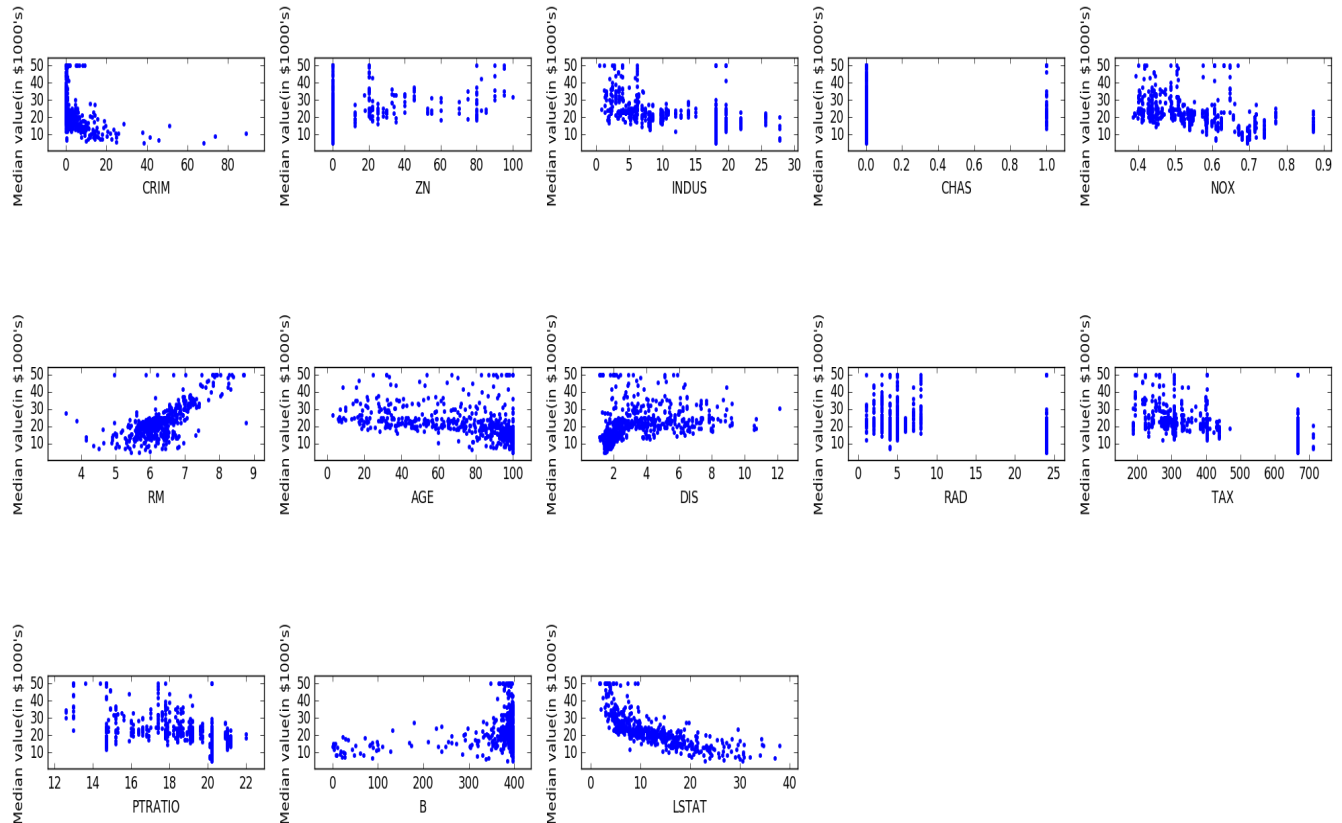 Median value(in $1000's)
50
40
30
20
10
0 20 40 60 80
CRIM
Median value(in $1000's)
50
40
30
20
10
0 20 40 60 80 100
ZN
Median value(in $1000's)
50
40
30
20
10
0 5 10 15 20 25 30
INDUS
Median value(in $1000's)
50
40
30
20
10
0.0 0.2 0.4 0.6 0.8 1.0
CHAS
Median value(in $1000's)
50
40
30
20
10
0.4 0.5 0.6 0.7 0.8 0.9
NOX
Median value(in $1000's)
50
40
30
20
10
4 5 6 7 8 9
RM
Median value(in $1000's)
50
40
30
20
10
0 20 40 60 80 100
AGE
Median value(in $1000's)
50
40
30
20
10
2 4 6 8 10 12
DIS
Median value(in $1000's)
50
40
30
20
10
0 5 10 15 20 25
RAD
Median value(in $1000's)
50
40
30
20
10
200 300 400 500 600 700
TAX
Median value(in $1000's)
50
40
30
20
10
12 14 16 18 20 22
PTRATIO
Median value(in $1000's)
50
40
30
20
10
0 100 200 300 400
B
Median value(in $1000's)
50
40
30
20
10
0 10 20 30 40
LSTAT